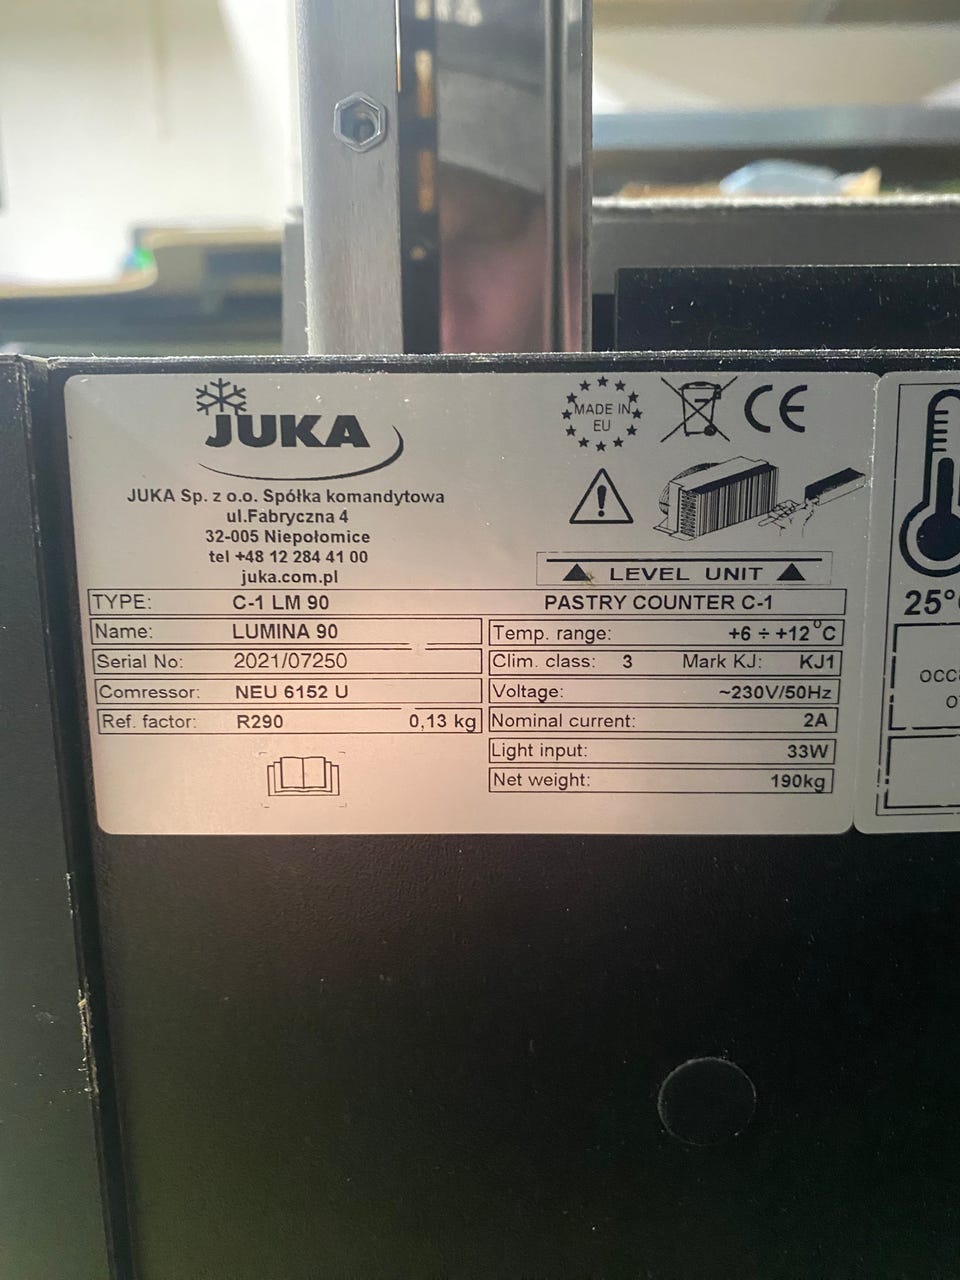 JUKA
MADE IN
EU
CE
JUKA Sp. z o.o. Spółka komandytowa
ul.Fabryczna 4
32-005 Niepołomice
tel +48 12 284 41 00
juka.com.pl
LEVEL UNIT
TYPE: C-1 LM 90 PASTRY COUNTER C-1
Name: LUMINA 90
Serial No: 2021/07250
Comressor: NEU 6152 U
Ref. factor: R290 0,13 kg
Temp. range: +6 ÷ +12°C
Clim. class: 3 Mark KJ: KJ1
Voltage: ~230V/50Hz
Nominal current: 2A
Light input: 33W
Net weight: 190kg
25°